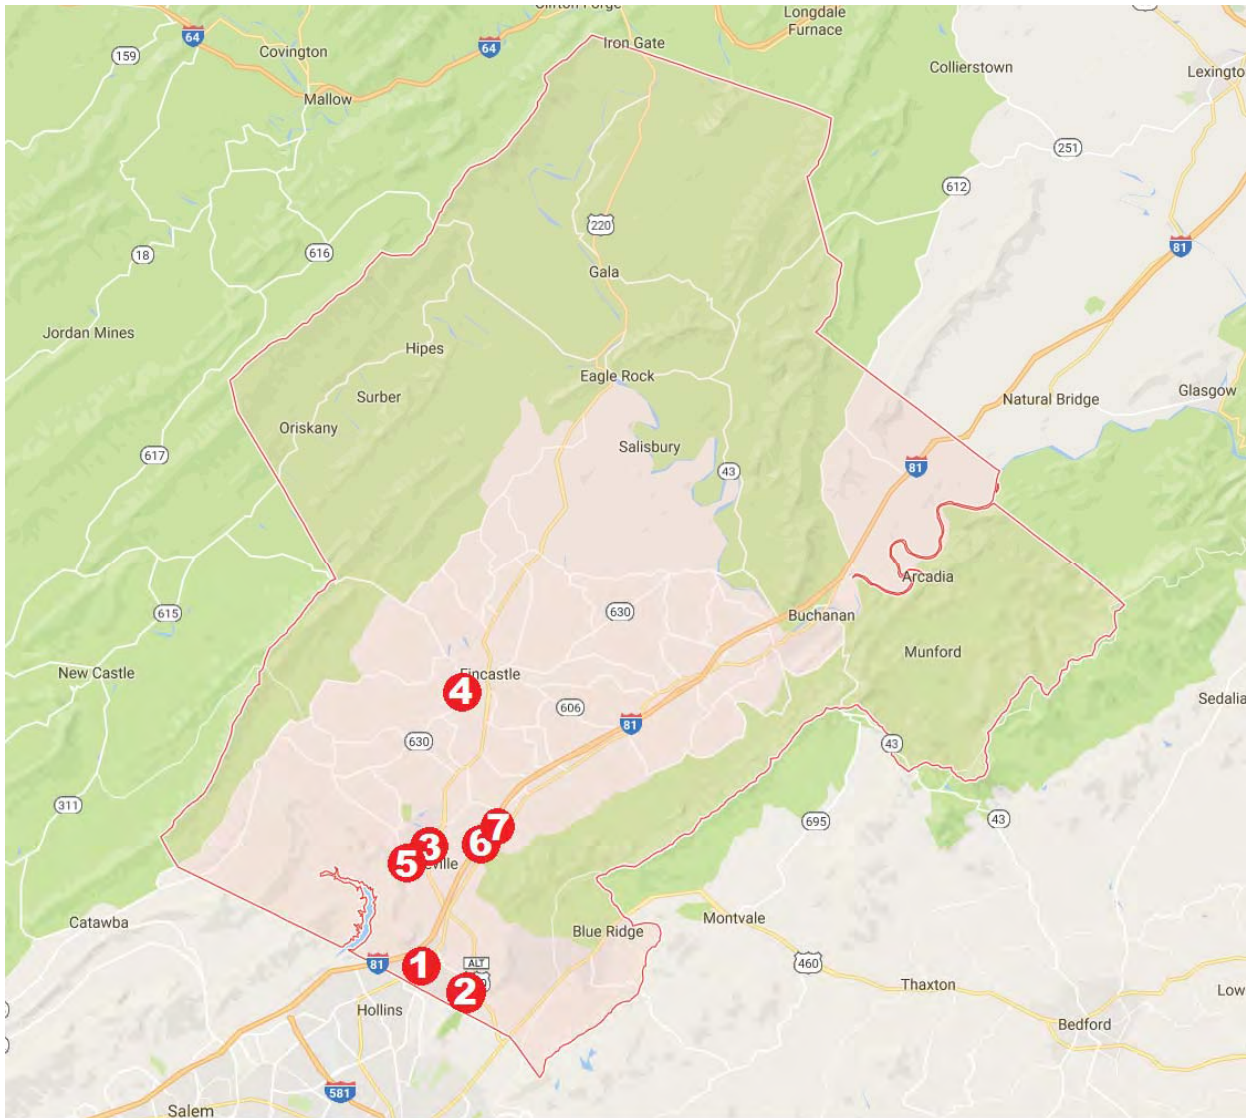 Clifton Forge
Longdale
Furnace
64
Iron Gate
Covington
64
159
Collierstown
Lexingto
Mallow
251
612
220
616
18
81
Gala
Jordan Mines
Hipes
Eagle Rock
Glasgow
Surber
Natural Bridge
Oriskany
Salisbury
617
81
43
Arcadia
630
615
Buchanan
Munford
New Castle
Fincastle
4
Sedalia
606
81
630
43
311
43
695
7
3
6
5
ville
Montvale
Catawba
Blue Ridge
ALT
81
1
460
2
Thaxton
Low
Hollins
Bedford
581
Salem